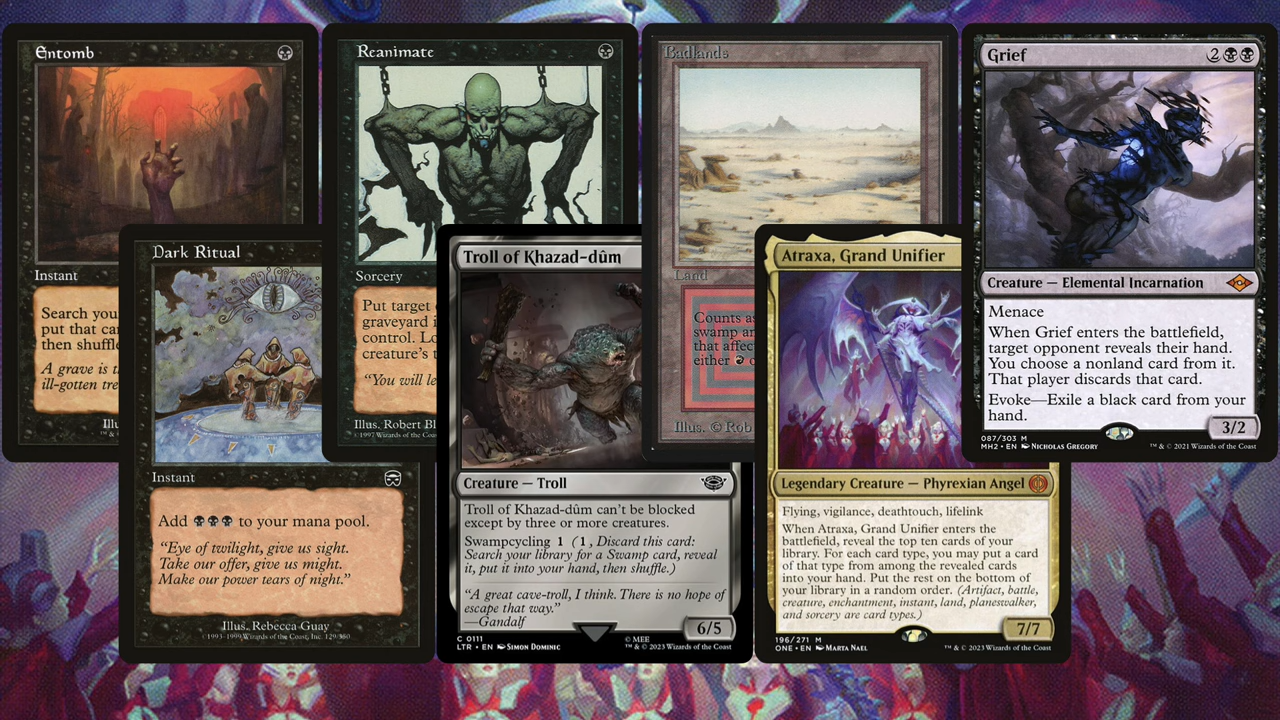 Entomb
Instant
Search you
put that ca
then shuffle
A grave is t
ill-gotten tre
Illu
Reanimate
Sorcery
Put target
graveyard i
control. Lo
creature's t
"You will le
Illus. Robert Bl
1997 Wizards of the Coast
Badlands
Land
Counts as
swamp an
that affec
either
Illus. © Rob
Grief
2
Creature — Elemental Incarnation
Menace
When Grief enters the battlefield,
target opponent reveals their hand.
You choose a nonland card from it.
That player discards that card.
Evoke—Exile a black card from your
hand.
3/2
087/303 M
MH2 • EN NICHOLAS GREGORY
™ & © 2021 Wizards of the Coast
Dark Ritual
Instant
Add to your mana pool.
"Eye of twilight, give us sight.
Take our offer, give us might.
Make our power tears of night."
Illus. Rebecca Guay
©1993-1999 Wizards of the Coast, Inc. 129/350
Troll of Khazad-dûm
Creature — Troll
Troll of Khazad-dûm can't be blocked
except by three or more creatures.
Swampcycling 1 (1, Discard this card:
Search your library for a Swamp card, reveal
it, put it into your hand, then shuffle.)
"A great cave-troll, I think. There is no hope of
escape that way."
—Gandalf
6/5
C 0111
LTR • EN SIMON DOMINIC
© MEE
™ & © 2023 Wizards of the Coast
Atraxa, Grand Unifier
Legendary Creature — Phyrexian Angel
Flying, vigilance, deathtouch, lifelink
When Atraxa, Grand Unifier enters the
battlefield, reveal the top ten cards of your
library. For each card type, you may put a card
of that type from among the revealed cards
into your hand. Put the rest on the bottom of
your library in a random order. (Artifact, battle,
creature, enchantment, instant, land, planeswalker,
and sorcery are card types.)
7/7
196/271 M
ONE • EN MARTA NAEL
™ & © 2023 Wizards of the Coast